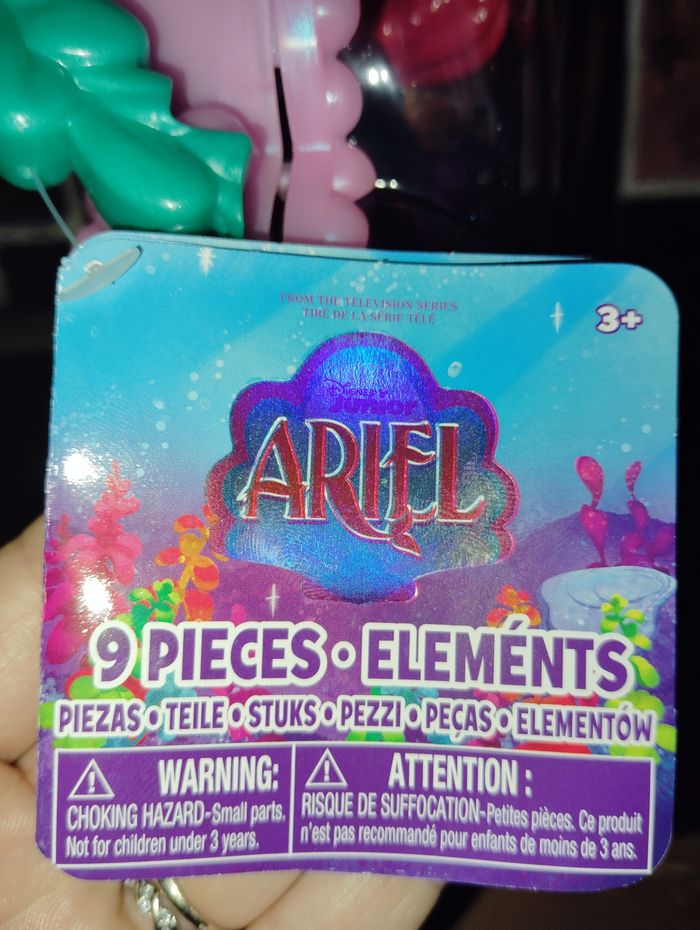 FROM THE TELEVISION SERIES
TIRÉ DE LA SÉRIE TÉLÉ
3+
Disney
JUNIOR
ARIEL
9 PIECES • ELEMÉNTS
PIEZAS • TEILE • STUKS • PEZZI • PEÇAS • ELEMENTÓW
WARNING:
CHOKING HAZARD-Small parts.
Not for children under 3 years.
ATTENTION :
RISQUE DE SUFFOCATION-Petites pièces. Ce produit
n'est pas recommandé pour enfants de moins de 3 ans.